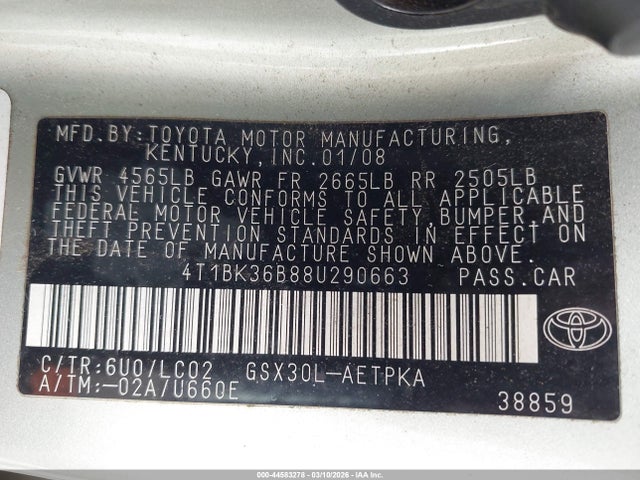 MFD.BY:TOYOTA MOTOR MANUFACTURING,
KENTUCKY,INC.01/08
GVWR 4565LB GAWR FR 2665LB RR 2505LB
THIS VEHICLE CONFORMS TO ALL APPLICABLE
FEDERAL MOTOR VEHICLE SAFETY,BUMPER,AND
THEFT PREVENTION STANDARDS IN EFFECT ON
THE DATE OF MANUFACTURE SHOWN ABOVE.
4T1BK36B88U290663 PASS.CAR
C/TR:6U0/LC02 GSX30L-AETPKA
A/TM:-02A/U660E 38859
000-44583278 - 03/10/2026 - IAAI.CA